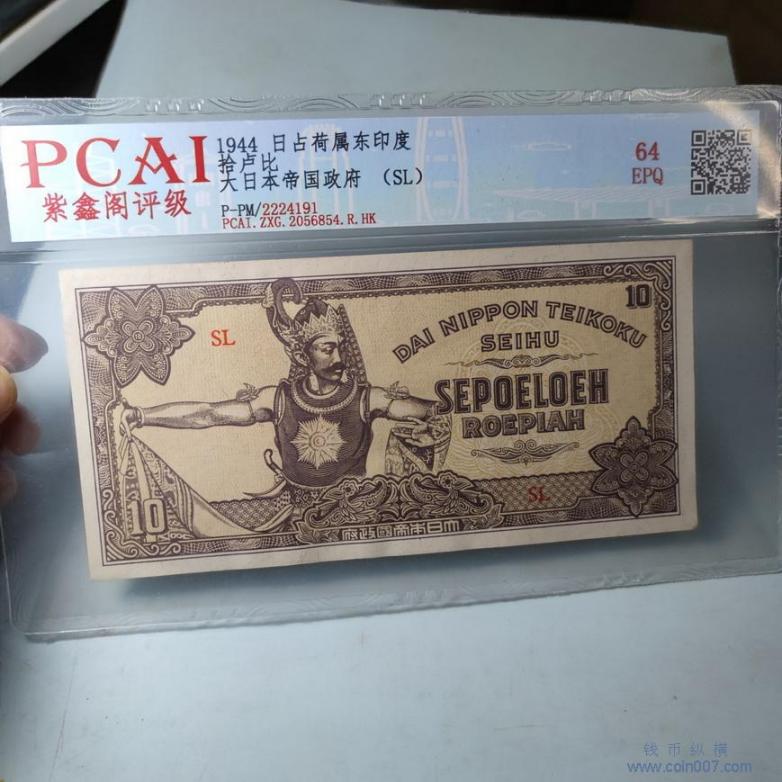 PCAI
紫鑫阁评级
1944 日占荷属东印度
拾卢比
大日本帝国政府 (SL)
P-PM/2224191
PCAI.ZXG.2056854.R.HK
64
EPQ
10
SL
DAI NIPPON TEIKOKU
SEIHU
SEPOELOEH
ROEPIAH
SL
10
府政國帝本日大
钱币纵横
www.coin007.com